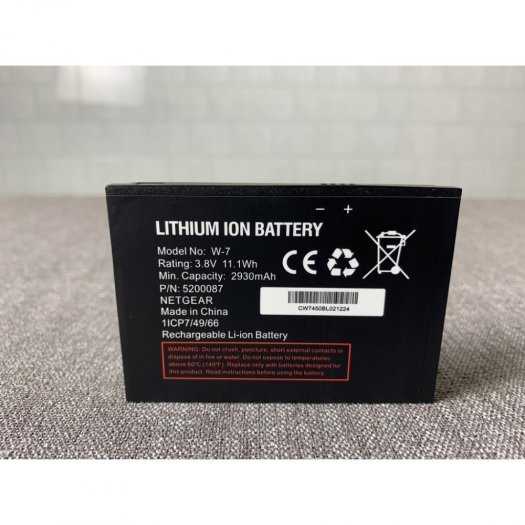 − +
LITHIUM ION BATTERY
Model No: W-7
Rating: 3.8V 11.1Wh
Min. Capacity: 2930mAh
P/N: 5200087
NETGEAR
Made in China
1ICP7/49/66
Rechargeable Li-ion Battery
CE
CW7450BL021224
WARNING: Do not crush, puncture, short external contacts or
dispose of in fire or water. Do not expose to temperatures
above 60°C (140°F). Replace only with batteries designed for
this product. Read Instructions before using battery.